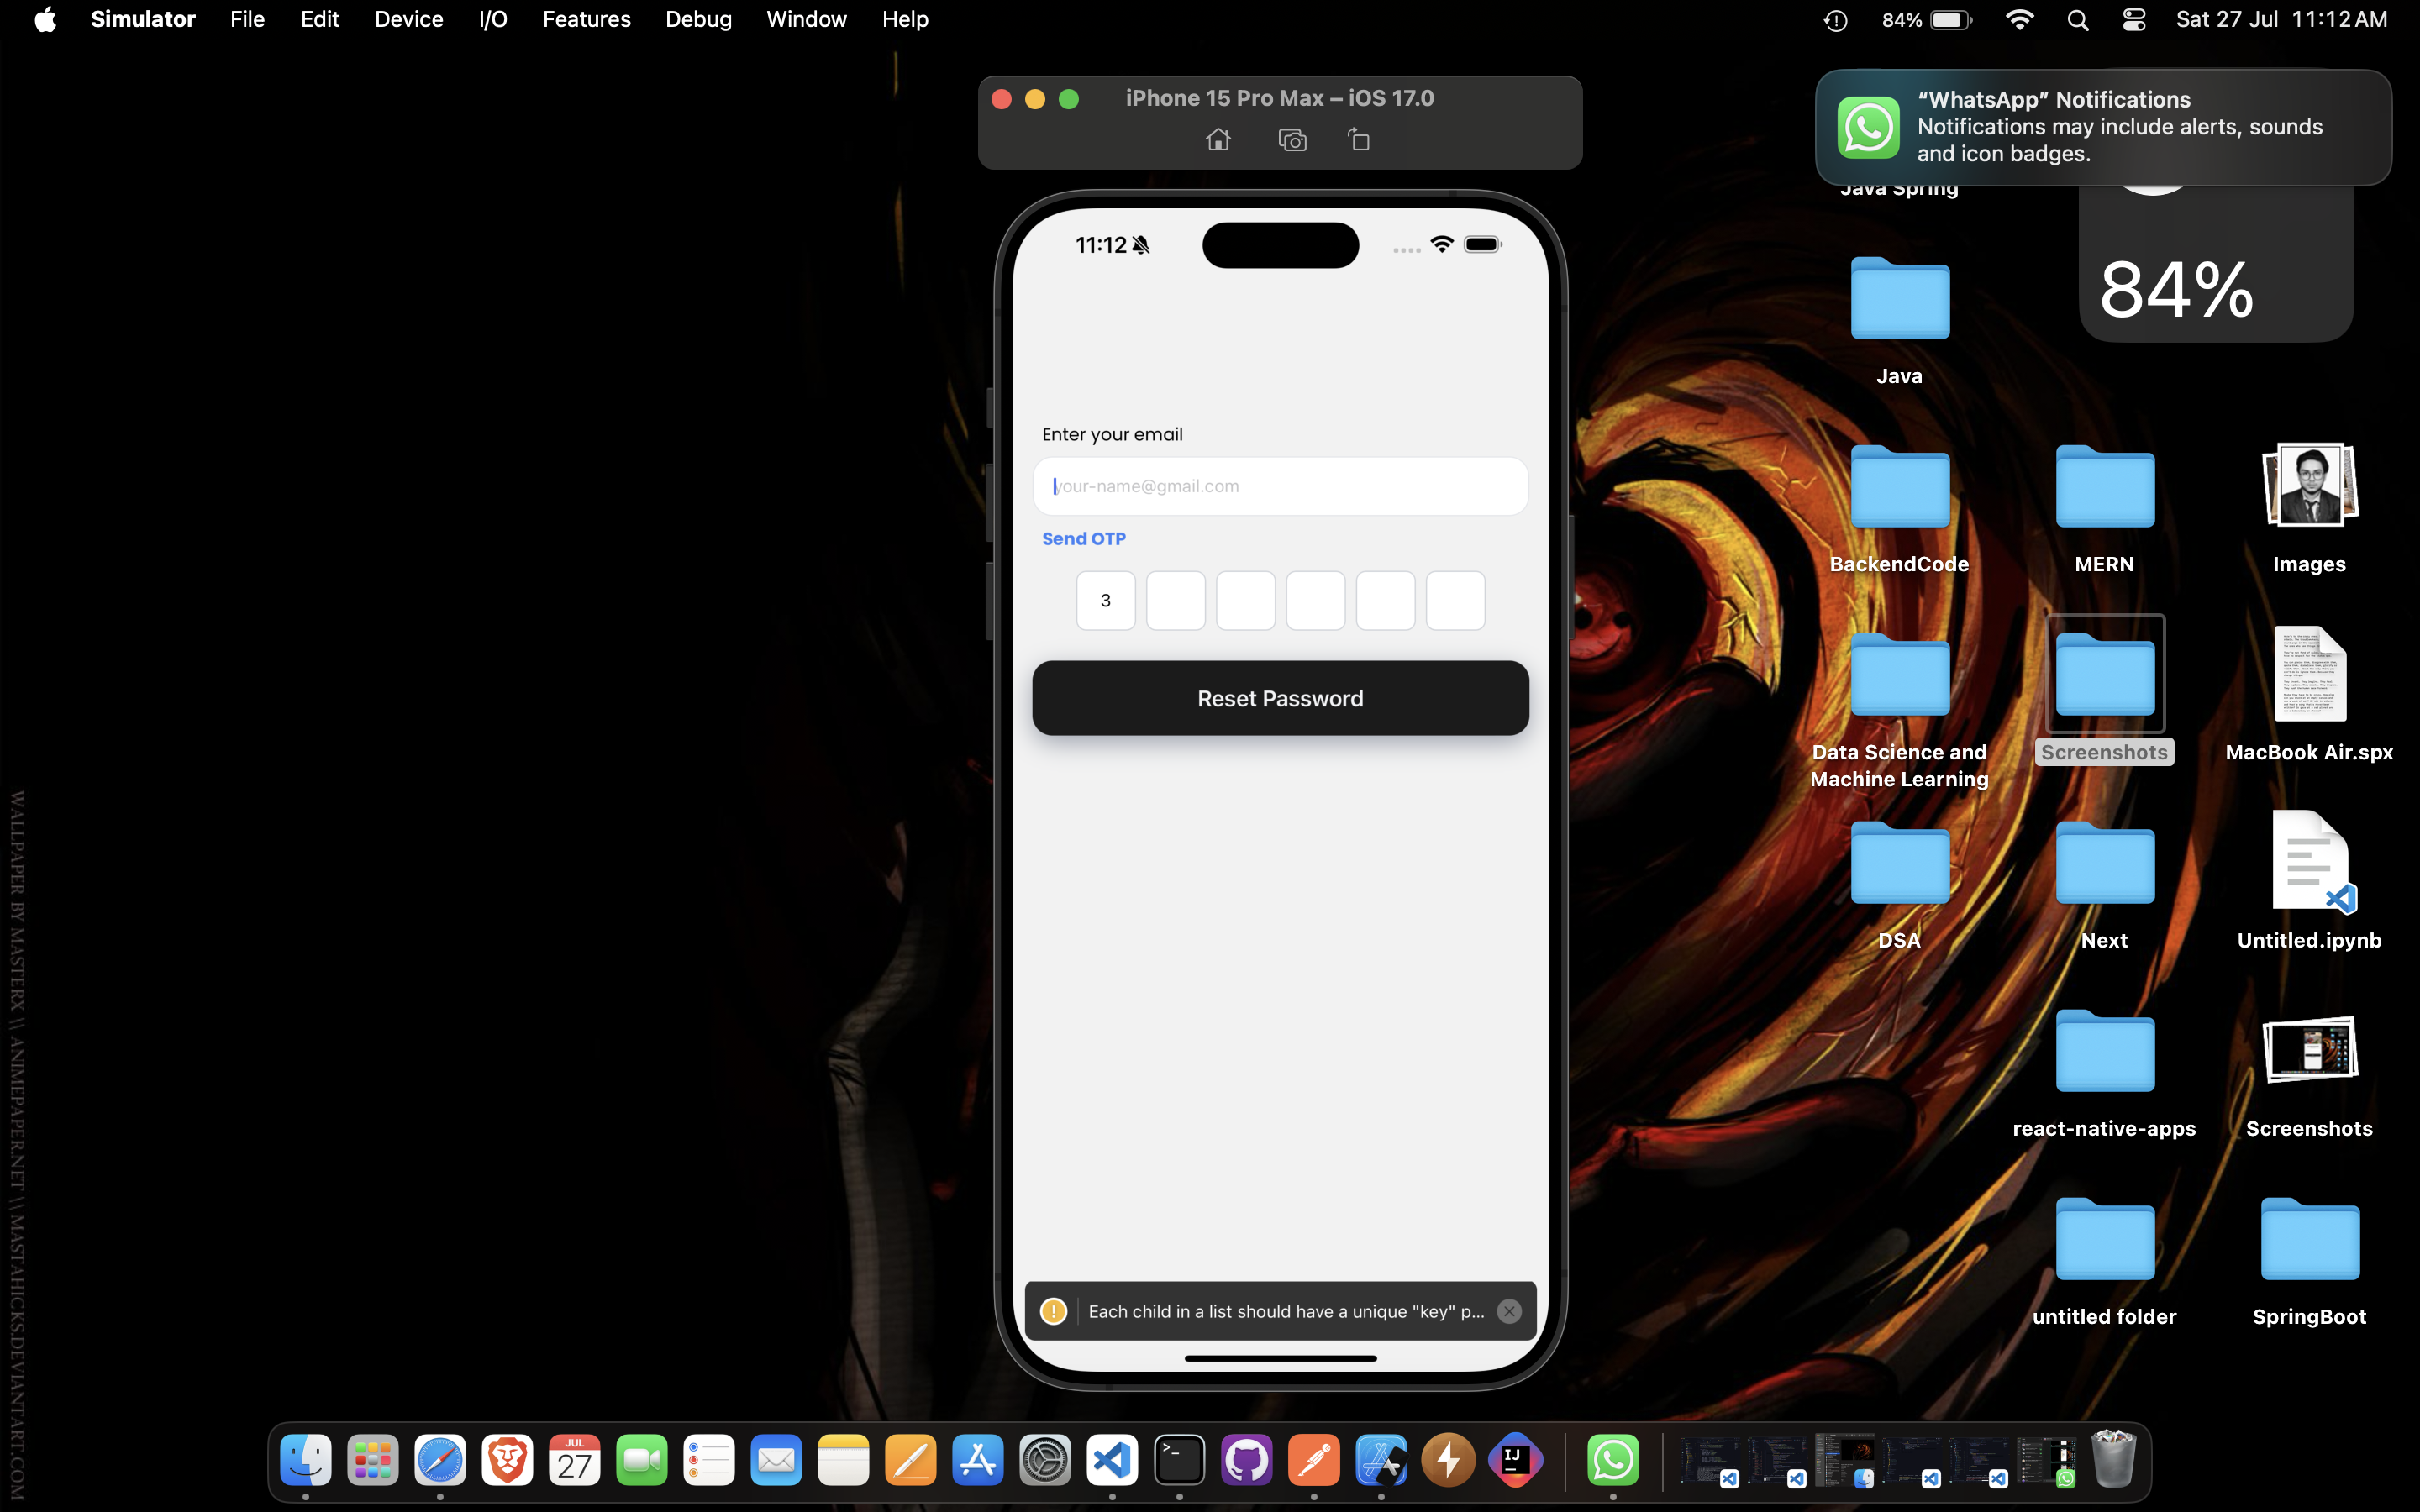 Simulator File Edit Device I/O Features Debug Window Help
84% Sat 27 Jul 11:12 AM
iPhone 15 Pro Max – iOS 17.0
“WhatsApp” Notifications
Notifications may include alerts, sounds
and icon badges.
Java Spring
84%
Java
BackendCode
MERN
Images
Data Science and
Machine Learning
Screenshots
MacBook Air.spx
DSA
Next
Untitled.ipynb
react-native-apps
Screenshots
untitled folder
SpringBoot
11:12
Enter your email
your-name@gmail.com
Send OTP
3
Reset Password
Each child in a list should have a unique "key" p...
WALLPAPER BY MASTERX \\ ANIMEPAPER.NET \\ MASTAHICKS.DEVIANTART.COM
JUL
27
>_
IJ